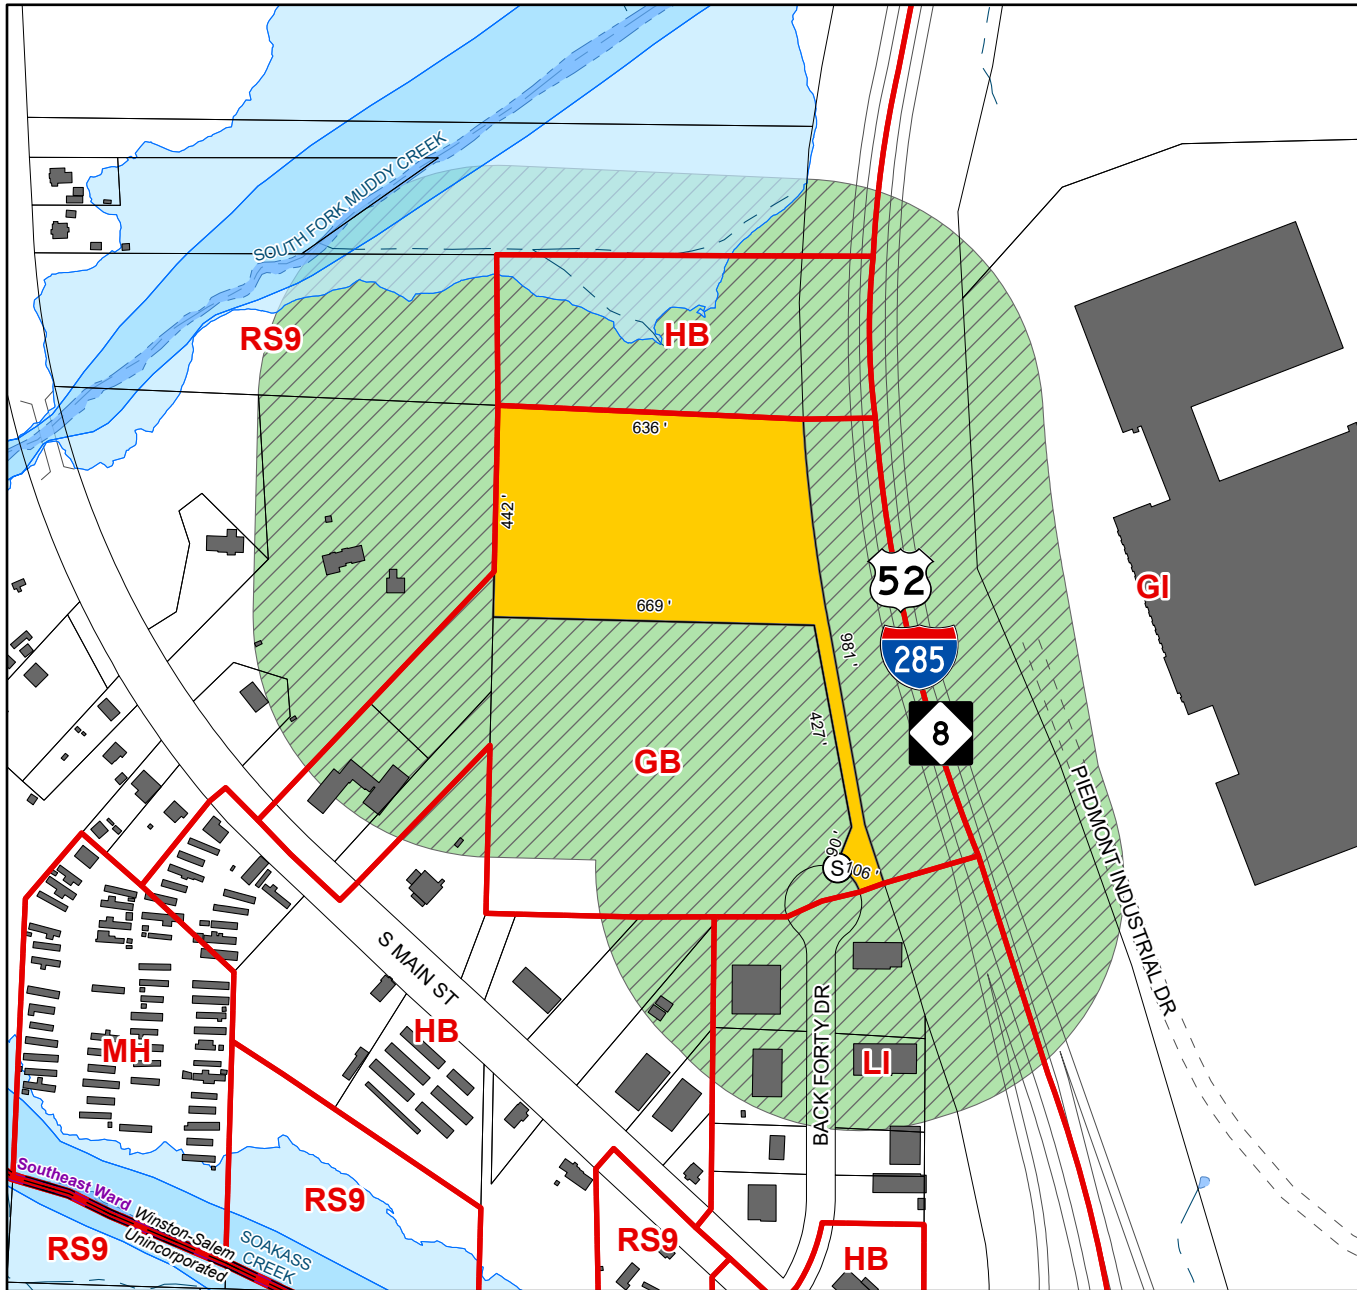 SOUTH FORK MUDDY CREEK
RS9
HB
636 '
442 '
52
GI
669 '
981 '
285
427 '
8
GB
PIEDMONT INDUSTRIAL DR
90 '
S
106 '
S MAIN ST
HB
MH
BACK FORTY DR
LI
Southeast Ward
Winston-Salem
Unincorporated
SOAKASS
CREEK
RS9
RS9
RS9
HB